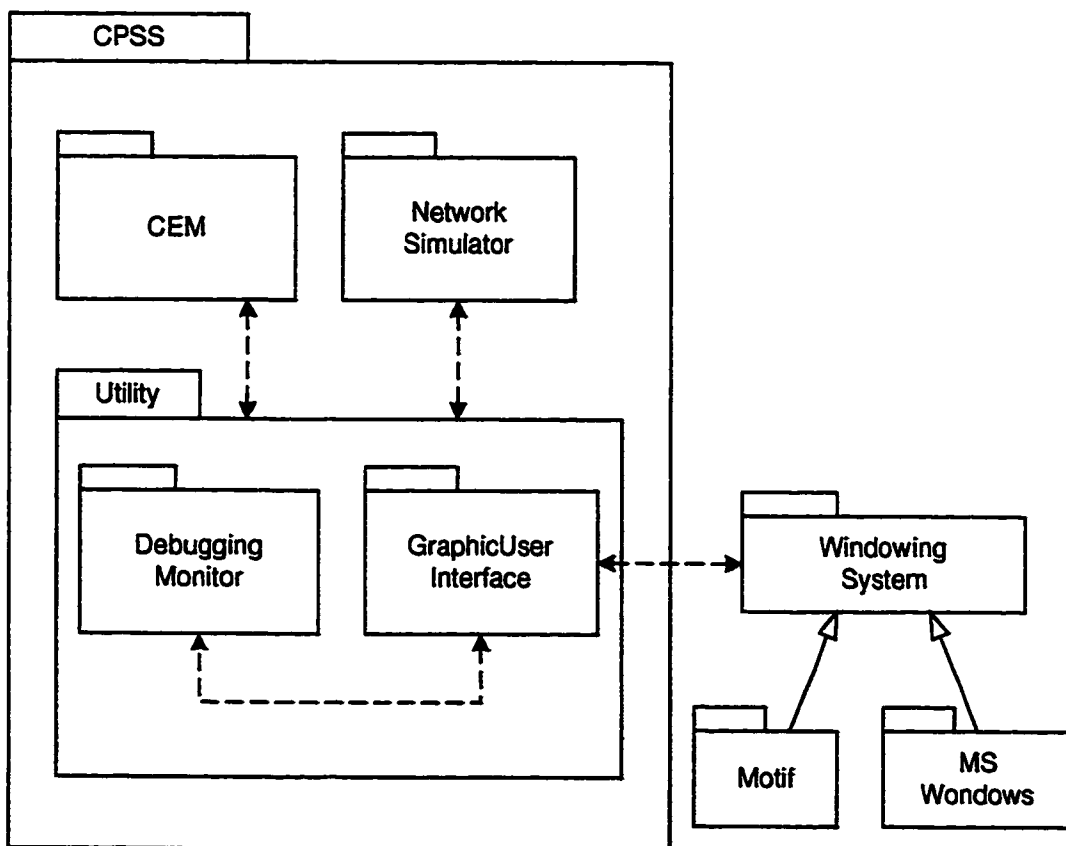 CPSS
CEM
Network
Simulator
Utility
Debugging
Monitor
GraphicUser
Interface
Windowing
System
Motif
MS
Wondows